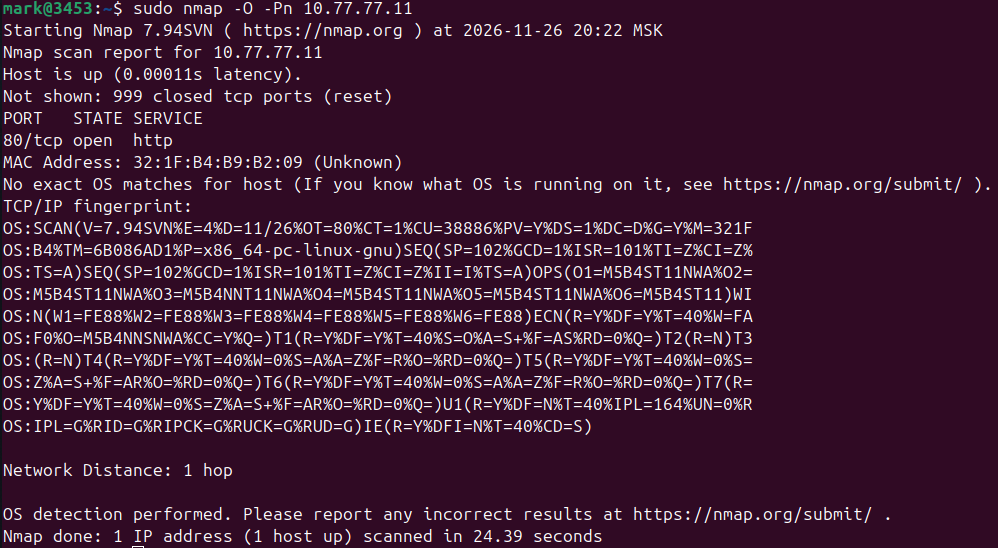 mark@3453:~$ sudo nmap -O -Pn 10.77.77.11
Starting Nmap 7.94SVN ( https://nmap.org ) at 2026-11-26 20:22 MSK
Nmap scan report for 10.77.77.11
Host is up (0.00011s latency).
Not shown: 999 closed tcp ports (reset)
PORT   STATE SERVICE
80/tcp open  http
MAC Address: 32:1F:B4:B9:B2:09 (Unknown)
No exact OS matches for host (If you know what OS is running on it, see https://nmap.org/submit/ ).
TCP/IP fingerprint:
OS:SCAN(V=7.94SVN%E=4%D=11/26%OT=80%CT=1%CU=38886%PV=Y%DS=1%DC=D%G=Y%M=321F
OS:B4%TM=6B086AD1%P=x86_64-pc-linux-gnu)SEQ(SP=102%GCD=1%ISR=101%TI=Z%CI=Z%
OS:TS=A)SEQ(SP=102%GCD=1%ISR=101%TI=Z%CI=Z%II=I%TS=A)OPS(O1=M5B4ST11NWA%O2=
OS:M5B4ST11NWA%O3=M5B4NNT11NWA%O4=M5B4ST11NWA%O5=M5B4ST11NWA%O6=M5B4ST11)WI
OS:N(W1=FE88%W2=FE88%W3=FE88%W4=FE88%W5=FE88%W6=FE88)ECN(R=Y%DF=Y%T=40%W=FA
OS:F0%O=M5B4NNSNWA%CC=Y%Q=)T1(R=Y%DF=Y%T=40%S=O%A=S+%F=AS%RD=0%Q=)T2(R=N)T3
OS:(R=N)T4(R=Y%DF=Y%T=40%W=0%S=A%A=Z%F=R%O=%RD=0%Q=)T5(R=Y%DF=Y%T=40%W=0%S=
OS:Z%A=S+%F=AR%O=%RD=0%Q=)T6(R=Y%DF=Y%T=40%W=0%S=A%A=Z%F=R%O=%RD=0%Q=)T7(R=
OS:Y%DF=Y%T=40%W=0%S=Z%A=S+%F=AR%O=%RD=0%Q=)U1(R=Y%DF=N%T=40%IPL=164%UN=0%R
OS:IPL=G%RID=G%RIPCK=G%RUCK=G%RUD=G)IE(R=Y%DFI=N%T=40%CD=S)
Network Distance: 1 hop
OS detection performed. Please report any incorrect results at https://nmap.org/submit/ .
Nmap done: 1 IP address (1 host up) scanned in 24.39 seconds